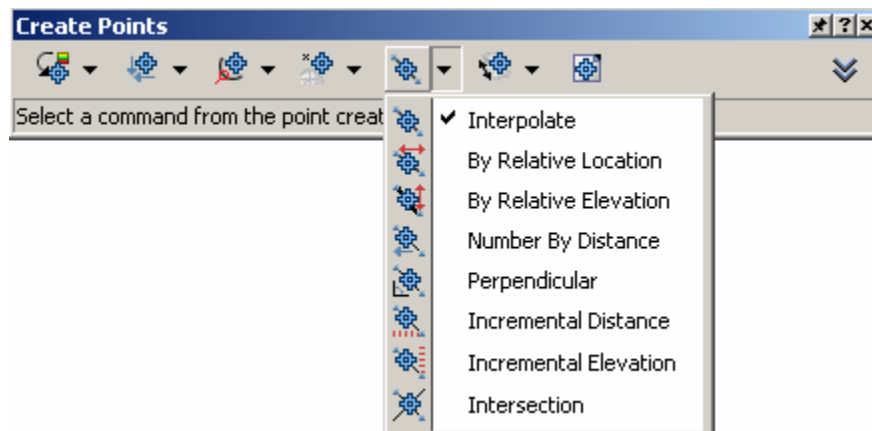 Create Points
Select a command from the point creat
Interpolate
By Relative Location
By Relative Elevation
Number By Distance
Perpendicular
Incremental Distance
Incremental Elevation
Intersection